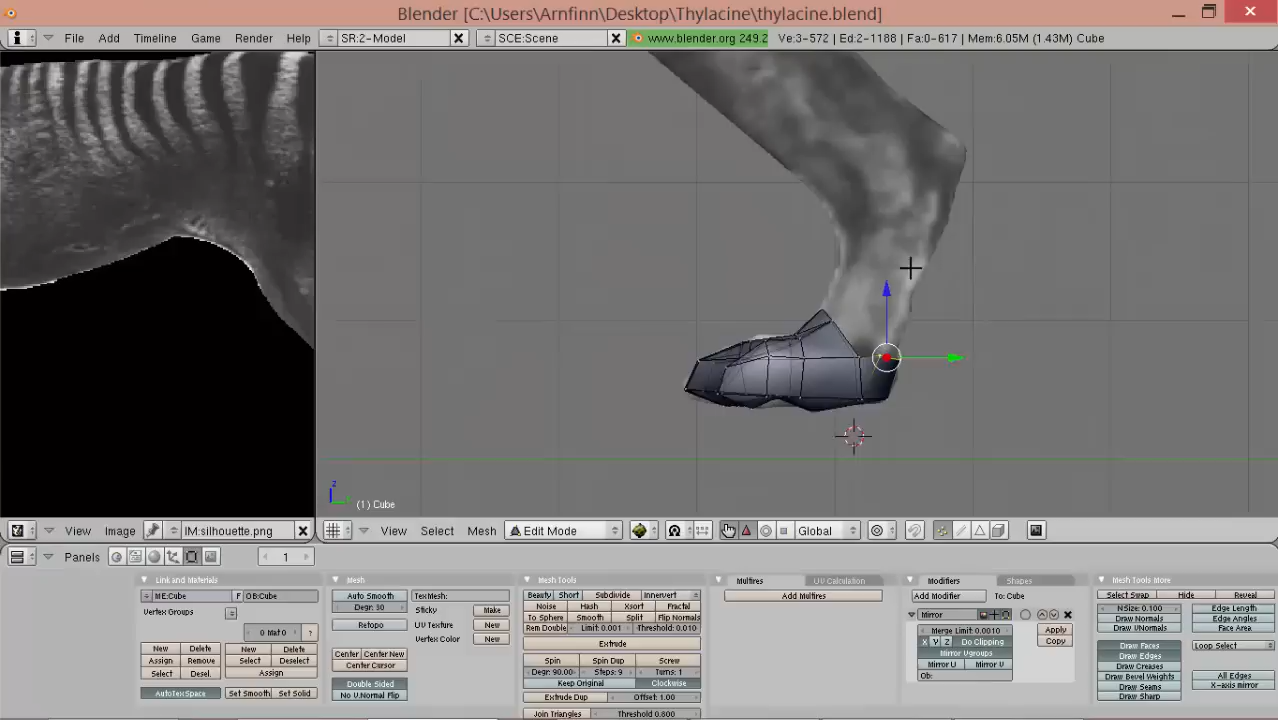 Blender [C:\Users\Arnfinn\Desktop\Thylacine\thylacine.blend]
File Add Timeline Game Render Help SR:2-Model SCE:Scene www.blender.org 249.2 Ve:3-572 | Ed:2-1188 | Fa:0-617 | Mem:6.05M (1.43M) Cube
z
(1) Cube
View Image IM:silhouette.png View Select Mesh Edit Mode Global
Panels 1
Link and Materials Mesh Mesh Tools Multires UV Calculation Modifiers Shapes Mesh Tools More
ME:Cube F OB:Cube Auto Smooth TexMesh: Beauty Short Subdivide Innervert Add Multires Add Modifier To: Cube Select Swap Hide Reveal
Vertex Groups Degr: 30 Sticky Make Noise Hash Xsort Fractal Mirror NSize: 0.100 Edge Length
Retopo UV Texture New To Sphere Smooth Split Flip Normals Draw Normals Edge Angles
0 Mat 0 ? Vertex Color New Rem Double Limit: 0.001 Threshold: 0.010 Merge Limit: 0.0010 Apply Draw VNormals Face Area
New Delete New Delete Center Center New Extrude X Y Z Do Clipping Copy Draw Faces Loop Select
Assign Remove Select Deselect Center Cursor Spin Spin Dup Screw Mirror Vgroups Draw Edges
Select Desel. Assign Degr: 90.00 Steps: 9 Turns: 1 Mirror U Mirror V Draw Creases
Double Sided Keep Original Clockwise Ob: Draw Bevel Weights All Edges
AutoTexSpace Set Smooth Set Solid No V.Normal Flip Extrude Dup Offset: 1.00 Draw Seams X-axis mirror
Join Triangles Threshold 0.800 Draw Sharp